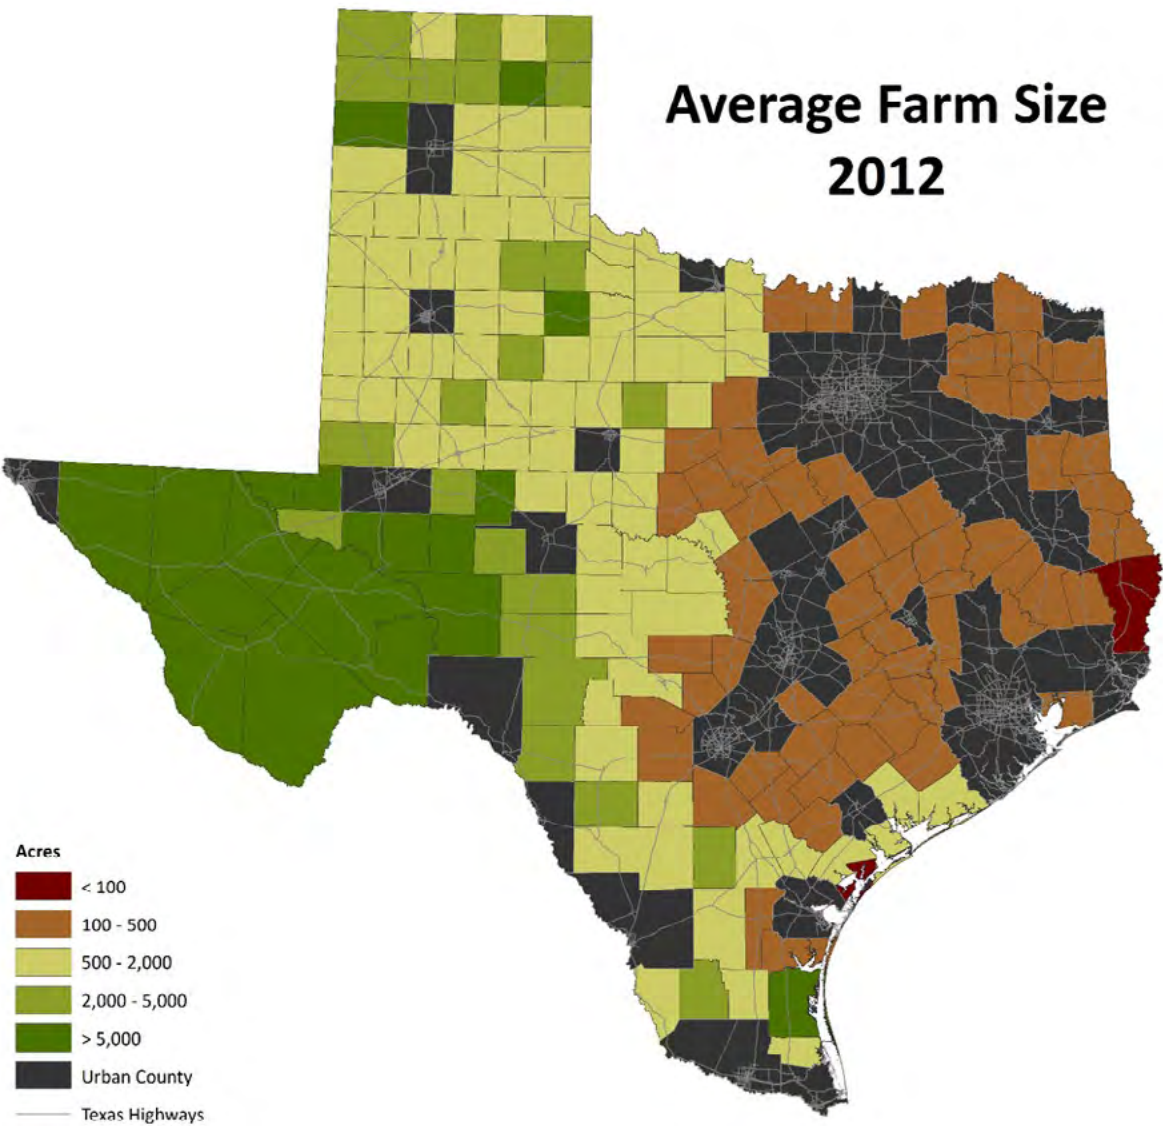 Average Farm Size
2012
Acres
< 100
100 - 500
500 - 2,000
2,000 - 5,000
> 5,000
Urban County
Texas Highways